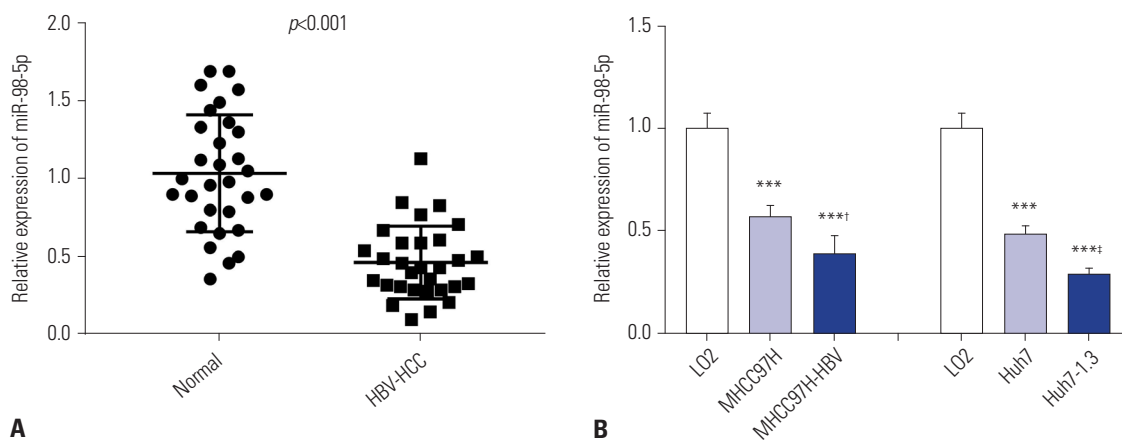 p<0.001
Relative expression of miR-98-5p
2.0
1.5
1.0
0.5
0.0
Normal
HBV-HCC
A
Relative expression of miR-98-5p
1.5
1.0
0.5
0.0
***
***†
***
***‡
LO2
MHCC97H
MHCC97H-HBV
LO2
Huh7
Huh7-1.3
B